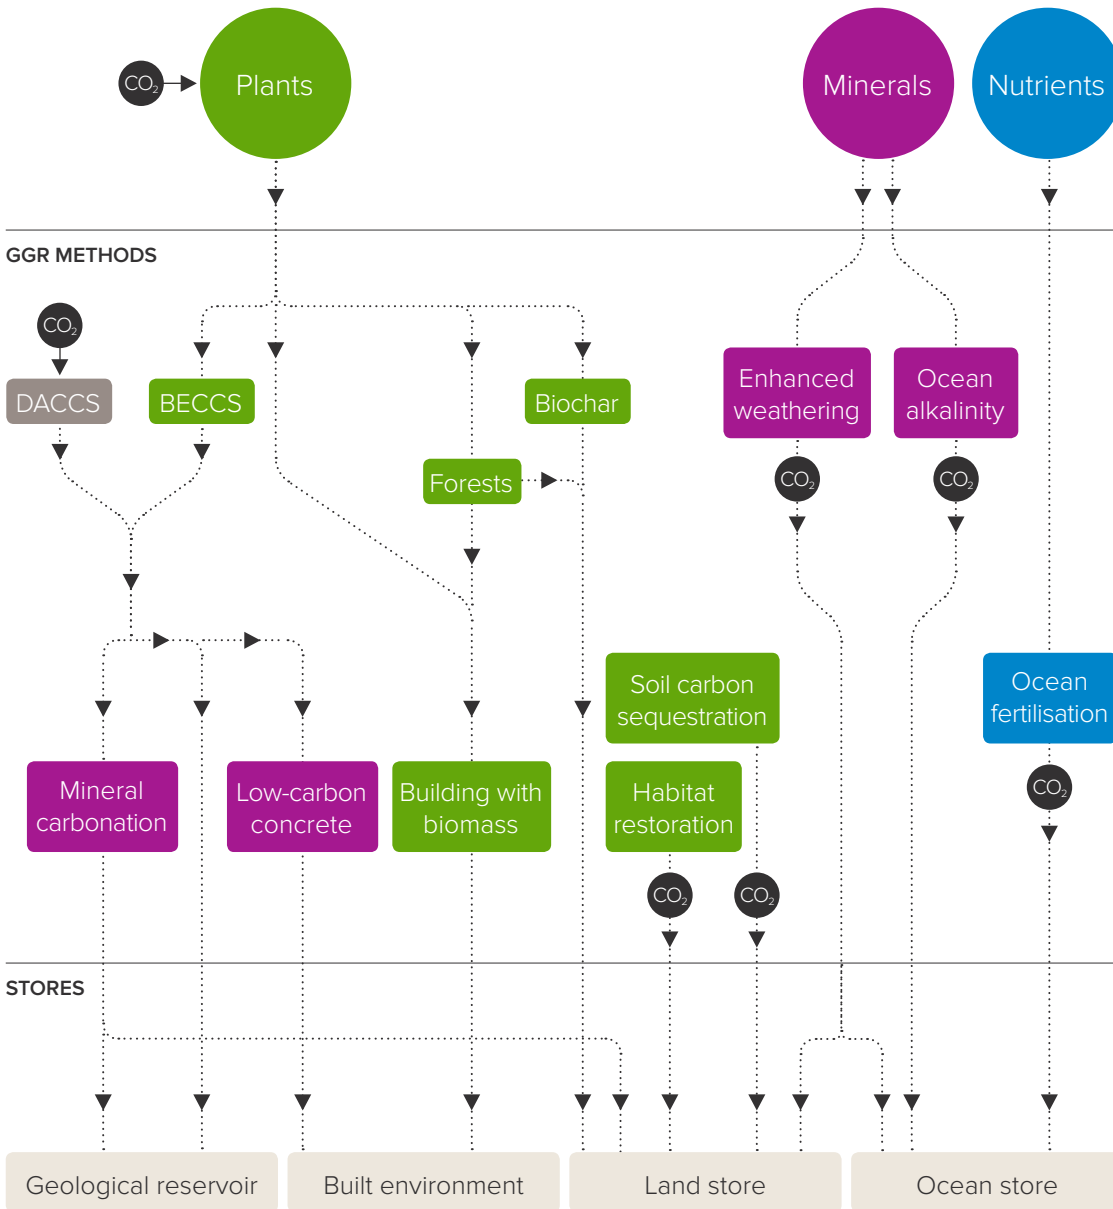 CO₂
Plants
Minerals
Nutrients
GGR METHODS
CO₂
DACCS
BECCS
Biochar
Enhanced
weathering
Ocean
alkalinity
Forests
CO₂
CO₂
Soil carbon
sequestration
Ocean
fertilisation
Mineral
carbonation
Low-carbon
concrete
Building with
biomass
Habitat
restoration
CO₂
CO₂
CO₂
STORES
Geological reservoir
Built environment
Land store
Ocean store